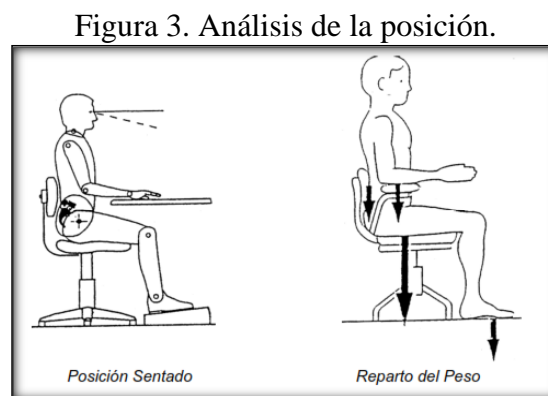 Figura 3. Análisis de la posición.
Posición Sentado
Reparto del Peso